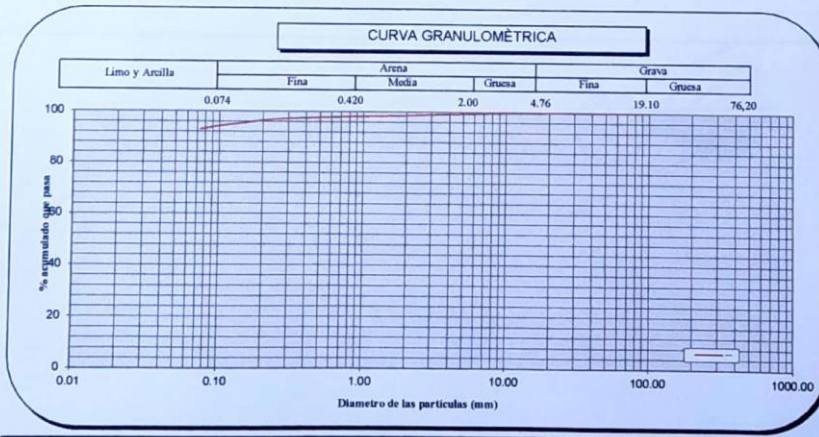 CURVA GRANULOMÈTRICA
Limo y Arcilla
Arena
Grava
Fina Media Gruesa Fina Gruesa
0.074 0.420 2.00 4.76 19.10 76,20
100
80
60
40
20
0
% acumulado que pasa
0.01 0.10 1.00 10.00 100.00 1000.00
Diametro de las particulas (mm)